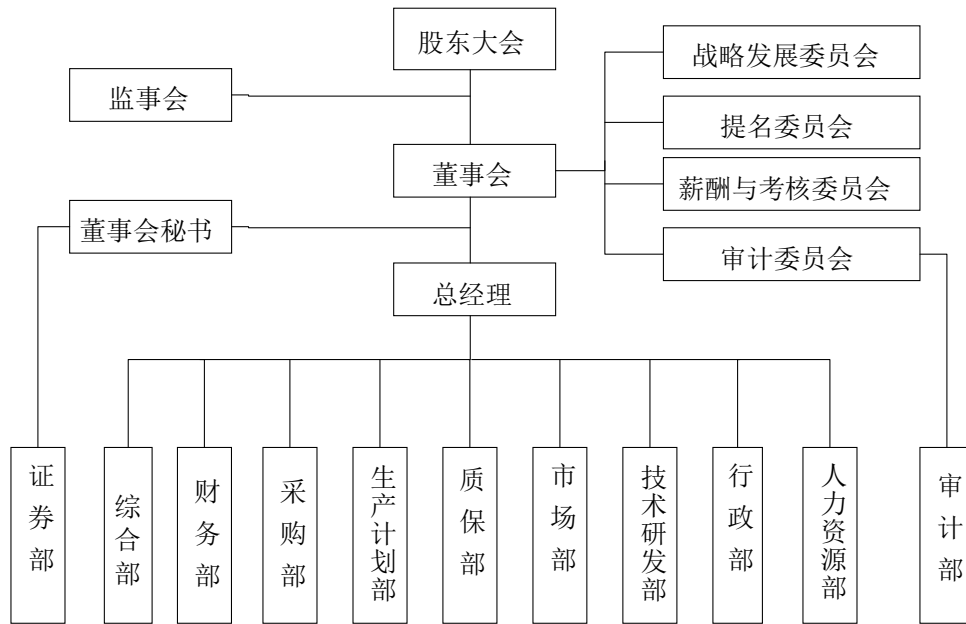 股东大会
战略发展委员会
监事会
提名委员会
董事会
薪酬与考核委员会
董事会秘书
审计委员会
总经理
证券部
综合部
财务部
采购部
生产计划部
质保部
市场部
技术研发部
行政部
人力资源部
审计部